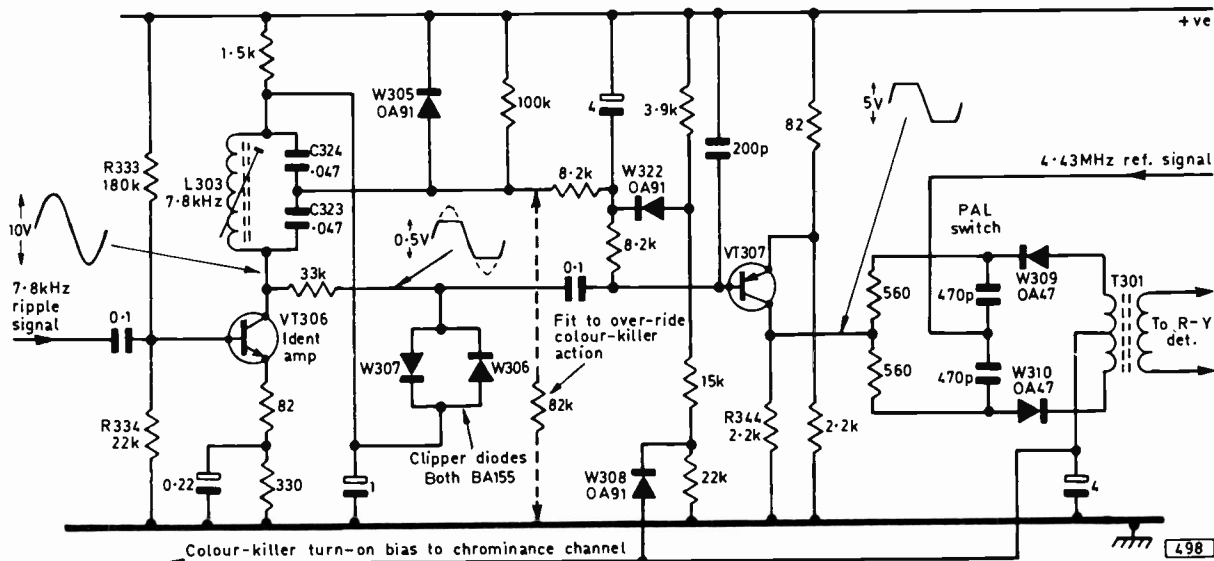 +ve
1·5k
W305
OA91
100k
4
3·9k
200p
82
5V
4·43MHz ref. signal
R333
180k
L303
7·8kHz
C324
·047
C323
·047
8·2k
W322
OA91
8·2k
10V
7·8kHz
ripple
signal
0·1
33k
0·5V
0·1
VT307
PAL
switch
W309
OA47
T301
560
470p
560
470p
W310
OA47
To R-Y
det.
VT306
Ident
amp
W307
W306
Fit to over-ride
colour-killer
action
82k
15k
R334
22k
82
0·22
330
1
Clipper diodes
Both BA155
W308
OA91
22k
R344
2·2k
2·2k
4
Colour-killer turn-on bias to chrominance channel
498